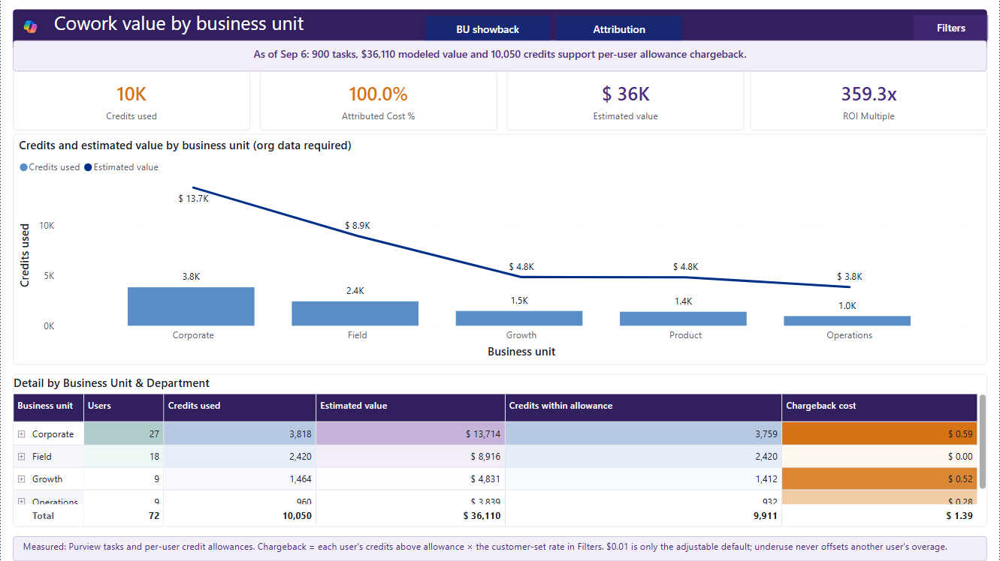 Cowork value by business unit
BU showback
Attribution
Filters
As of Sep 6: 900 tasks, $36,110 modeled value and 10,050 credits support per-user allowance chargeback.
10K
Credits used
100.0%
Attributed Cost %
$ 36K
Estimated value
359.3x
ROI Multiple
Credits and estimated value by business unit (org data required)
Credits used Estimated value
Credits used
10K
5K
0K
$ 13.7K
$ 8.9K
$ 4.8K
$ 4.8K
$ 3.8K
3.8K
2.4K
1.5K
1.4K
1.0K
Corporate Field Growth Product Operations
Business unit
Detail by Business Unit & Department
Business unit Users Credits used Estimated value Credits within allowance Chargeback cost
Corporate 27 3,818 $ 13,714 3,759 $ 0.59
Field 18 2,420 $ 8,916 2,420 $ 0.00
Growth 9 1,464 $ 4,831 1,412 $ 0.52
Operations 9 960 $ 3,839 932 $ 0.28
Total 72 10,050 $ 36,110 9,911 $ 1.39
Measured: Purview tasks and per-user credit allowances. Chargeback = each user's credits above allowance × the customer-set rate in Filters. $0.01 is only the adjustable default; underuse never offsets another user's overage.